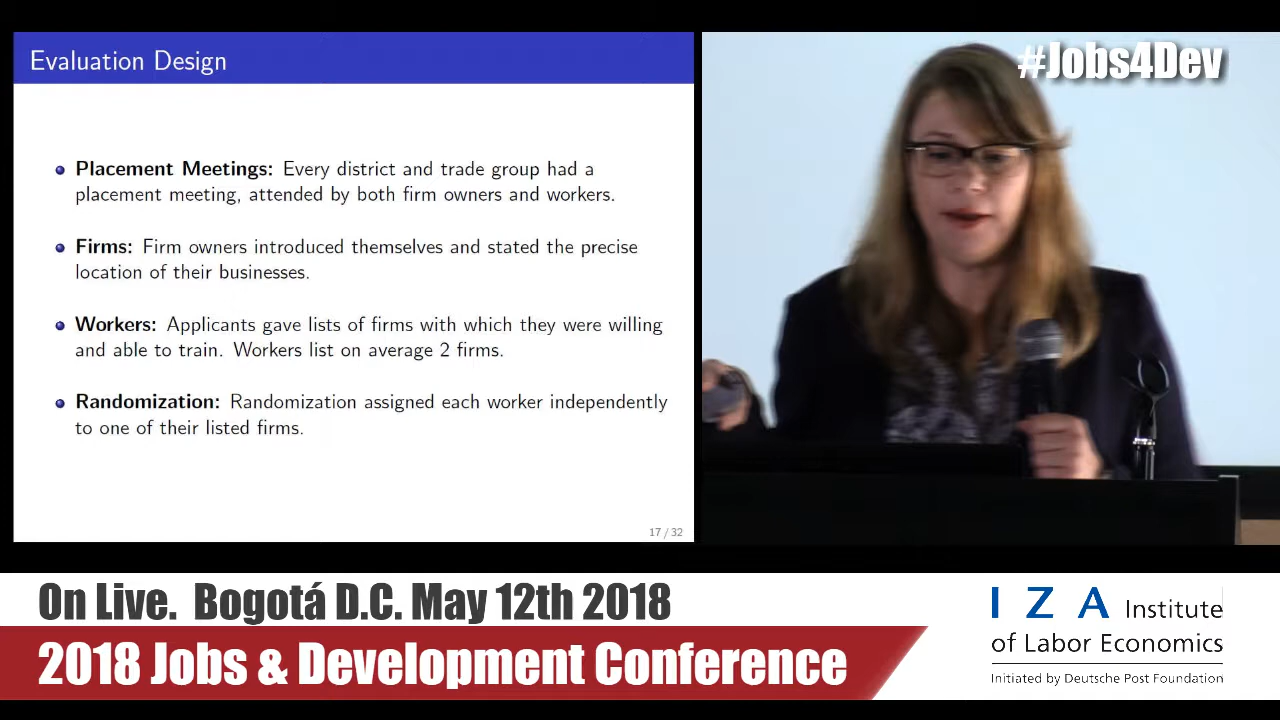 Evaluation Design
#Jobs4Dev
Placement Meetings: Every district and trade group had a
placement meeting, attended by both firm owners and workers.
Firms: Firm owners introduced themselves and stated the precise
location of their businesses.
Workers: Applicants gave lists of firms with which they were willing
and able to train. Workers list on average 2 firms.
Randomization: Randomization assigned each worker independently
to one of their listed firms.
17 / 32
On Live. Bogotá D.C. May 12th 2018
2018 Jobs & Development Conference
I Z A Institute
of Labor Economics
Initiated by Deutsche Post Foundation